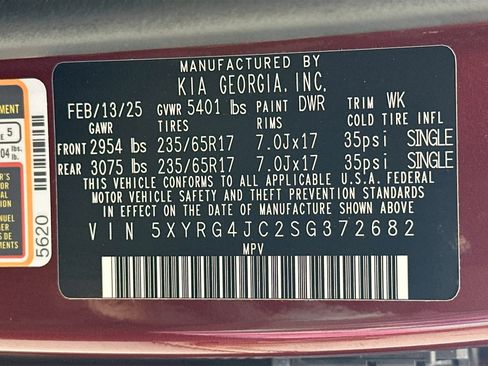 MANUFACTURED BY
KIA GEORGIA, INC.
FEB/13/25 GVWR 5401 lbs PAINT DWR TRIM WK
GAWR TIRES RIMS COLD TIRE INFL
FRONT 2954 lbs 235/65R17 7.0Jx17 35psi SINGLE
REAR 3075 lbs 235/65R17 7.0Jx17 35psi SINGLE
THIS VEHICLE CONFORMS TO ALL APPLICABLE U.S.A. FEDERAL
MOTOR VEHICLE SAFETY AND THEFT PREVENTION STANDARDS
IN EFFECT ON THE DATE OF MANUFACTURE SHOWN ABOVE
VIN 5XYRG4JC2SG372682
MPV
5
lbs.
5620